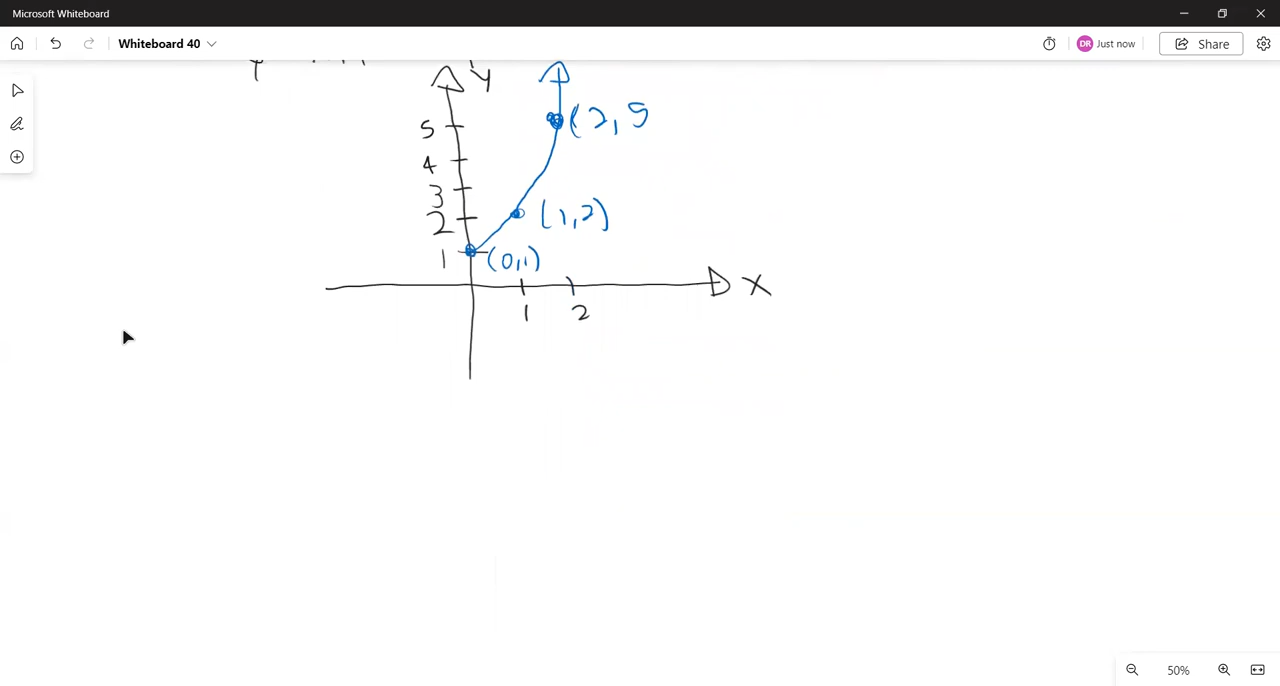 Microsoft Whiteboard
Whiteboard 40
DR Just now
Share
y
5 (2,5
4
3
2 (1,2)
1 (0,1)
x
1 2
50%